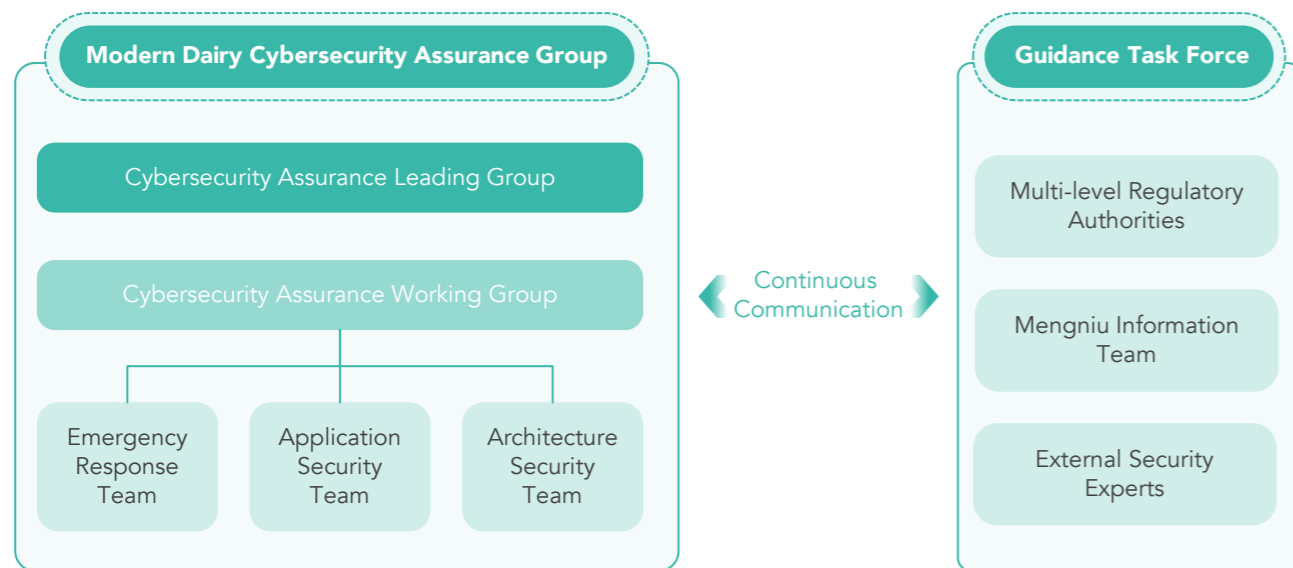 Modern Dairy Cybersecurity Assurance Group
Cybersecurity Assurance Leading Group
Cybersecurity Assurance Working Group
Emergency
Response
Team
Application
Security
Team
Architecture
Security
Team
Continuous
Communication
Guidance Task Force
Multi-level Regulatory
Authorities
Mengniu Information
Team
External Security
Experts